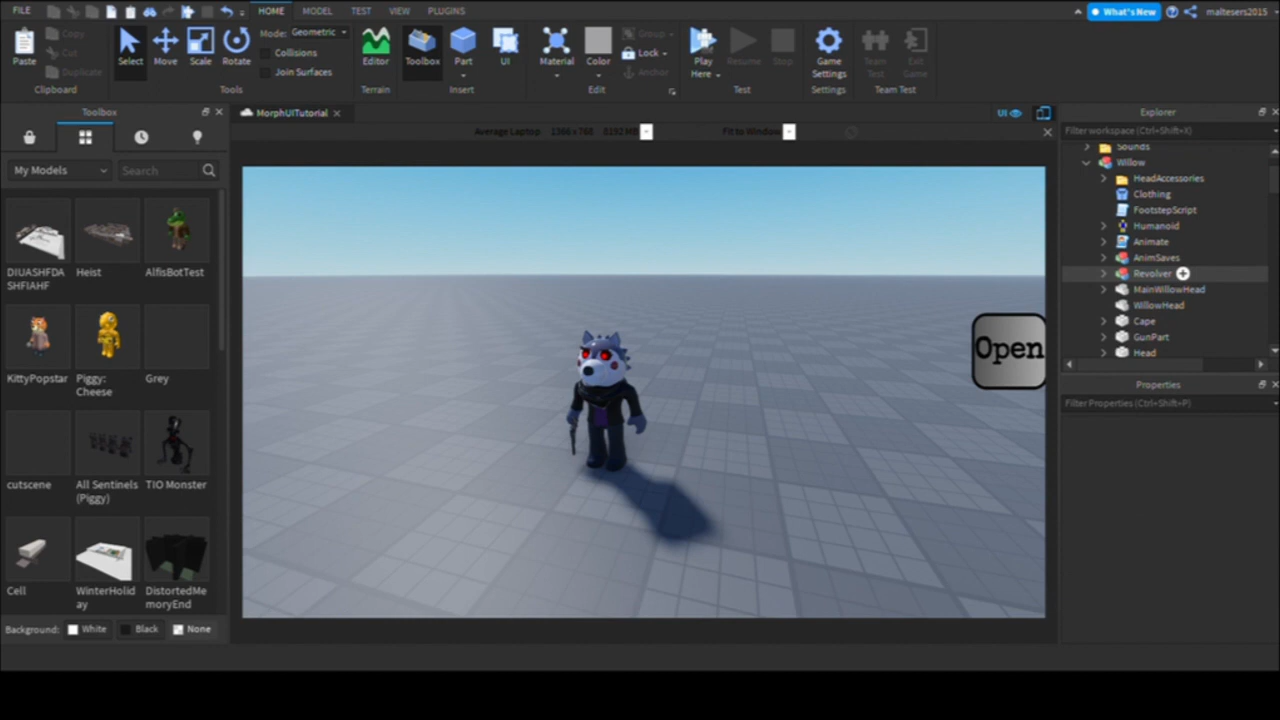 FILE
HOME
MODEL
TEST
VIEW
PLUGINS
What's New
maltesers2015
Paste
Copy
Cut
Duplicate
Clipboard
Select
Move
Scale
Rotate
Mode: Geometric
Collisions
Join Surfaces
Tools
Editor
Terrain
Toolbox
Part
UI
Insert
Material
Color
Group
Lock
Anchor
Edit
Play
Here
Resume
Stop
Test
Game
Settings
Settings
Team
Test
Exit
Game
Team Test
Toolbox
My Models
Search
DIUASHFDA
SHFIAHF
Heist
AlfisBotTest
KittyPopstar
Piggy:
Cheese
Grey
cutscene
All Sentinels
(Piggy)
TIO Monster
Cell
WinterHolid
ay
DistortedMe
moryEnd
Background:
White
Black
None
MorphUITutorial
UI
Average Laptop
1366 x 768
8192 MB
Fit to Window
Open
Explorer
Filter workspace (Ctrl+Shift+X)
Sounds
Willow
HeadAccessories
Clothing
FootstepScript
Humanoid
Animate
AnimSaves
Revolver
MainWillowHead
WillowHead
Cape
GunPart
Head
Properties
Filter Properties (Ctrl+Shift+P)